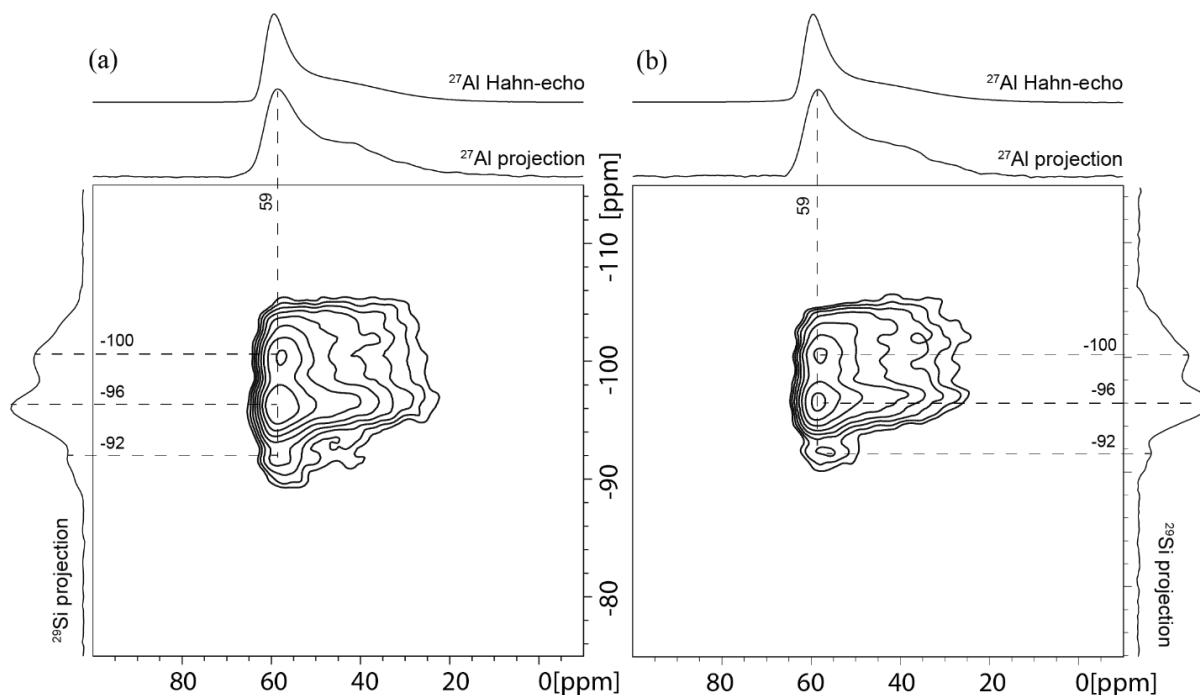 (a)
²⁷Al Hahn-echo
²⁷Al projection
59
-100
-96
-92
²⁹Si projection
80 60 40 20 0[ppm]
[ppm]
-110
-100
-90
-80
(b)
²⁷Al Hahn-echo
²⁷Al projection
59
-100
-96
-92
²⁹Si projection
80 60 40 20 0[ppm]